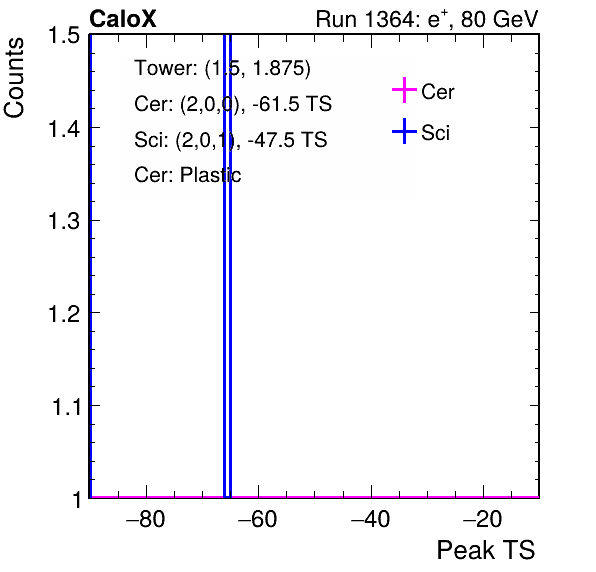 CaloX Run 1364: e+, 80 GeV
Counts
1.5
1.4
1.3
1.2
1.1
1
Tower: (1.5, 1.875)
Cer: (2,0,0), -61.5 TS
Sci: (2,0,1), -47.5 TS
Cer: Plastic
Cer
Sci
−80 −60 −40 −20
Peak TS